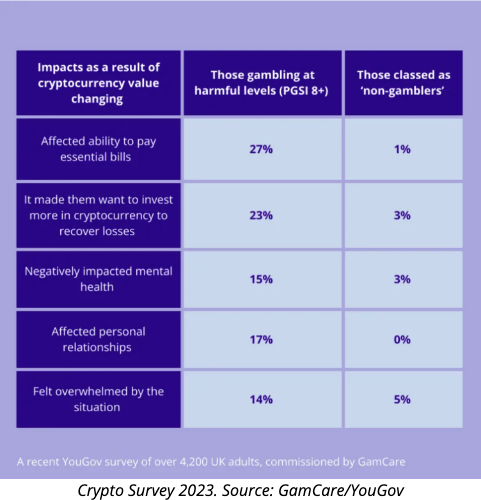 Impacts as a result of
cryptocurrency value
changing
Those gambling at
harmful levels (PGSI 8+)
Those classed as
‘non-gamblers’
Affected ability to pay
essential bills
27%
1%
It made them want to invest
more in cryptocurrency to
recover losses
23%
3%
Negatively impacted mental
health
15%
3%
Affected personal
relationships
17%
0%
Felt overwhelmed by the
situation
14%
5%
A recent YouGov survey of over 4,200 UK adults, commissioned by GamCare
Crypto Survey 2023. Source: GamCare/YouGov